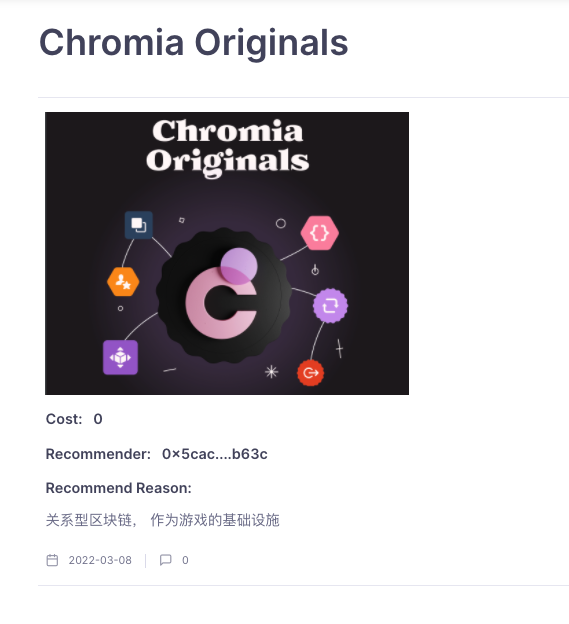 Chromia Originals
Chromia
Originals
Cost: 0
Recommender: 0×5cac....b63c
Recommend Reason:
关系型区块链， 作为游戏的基础设施
2022-03-08 0